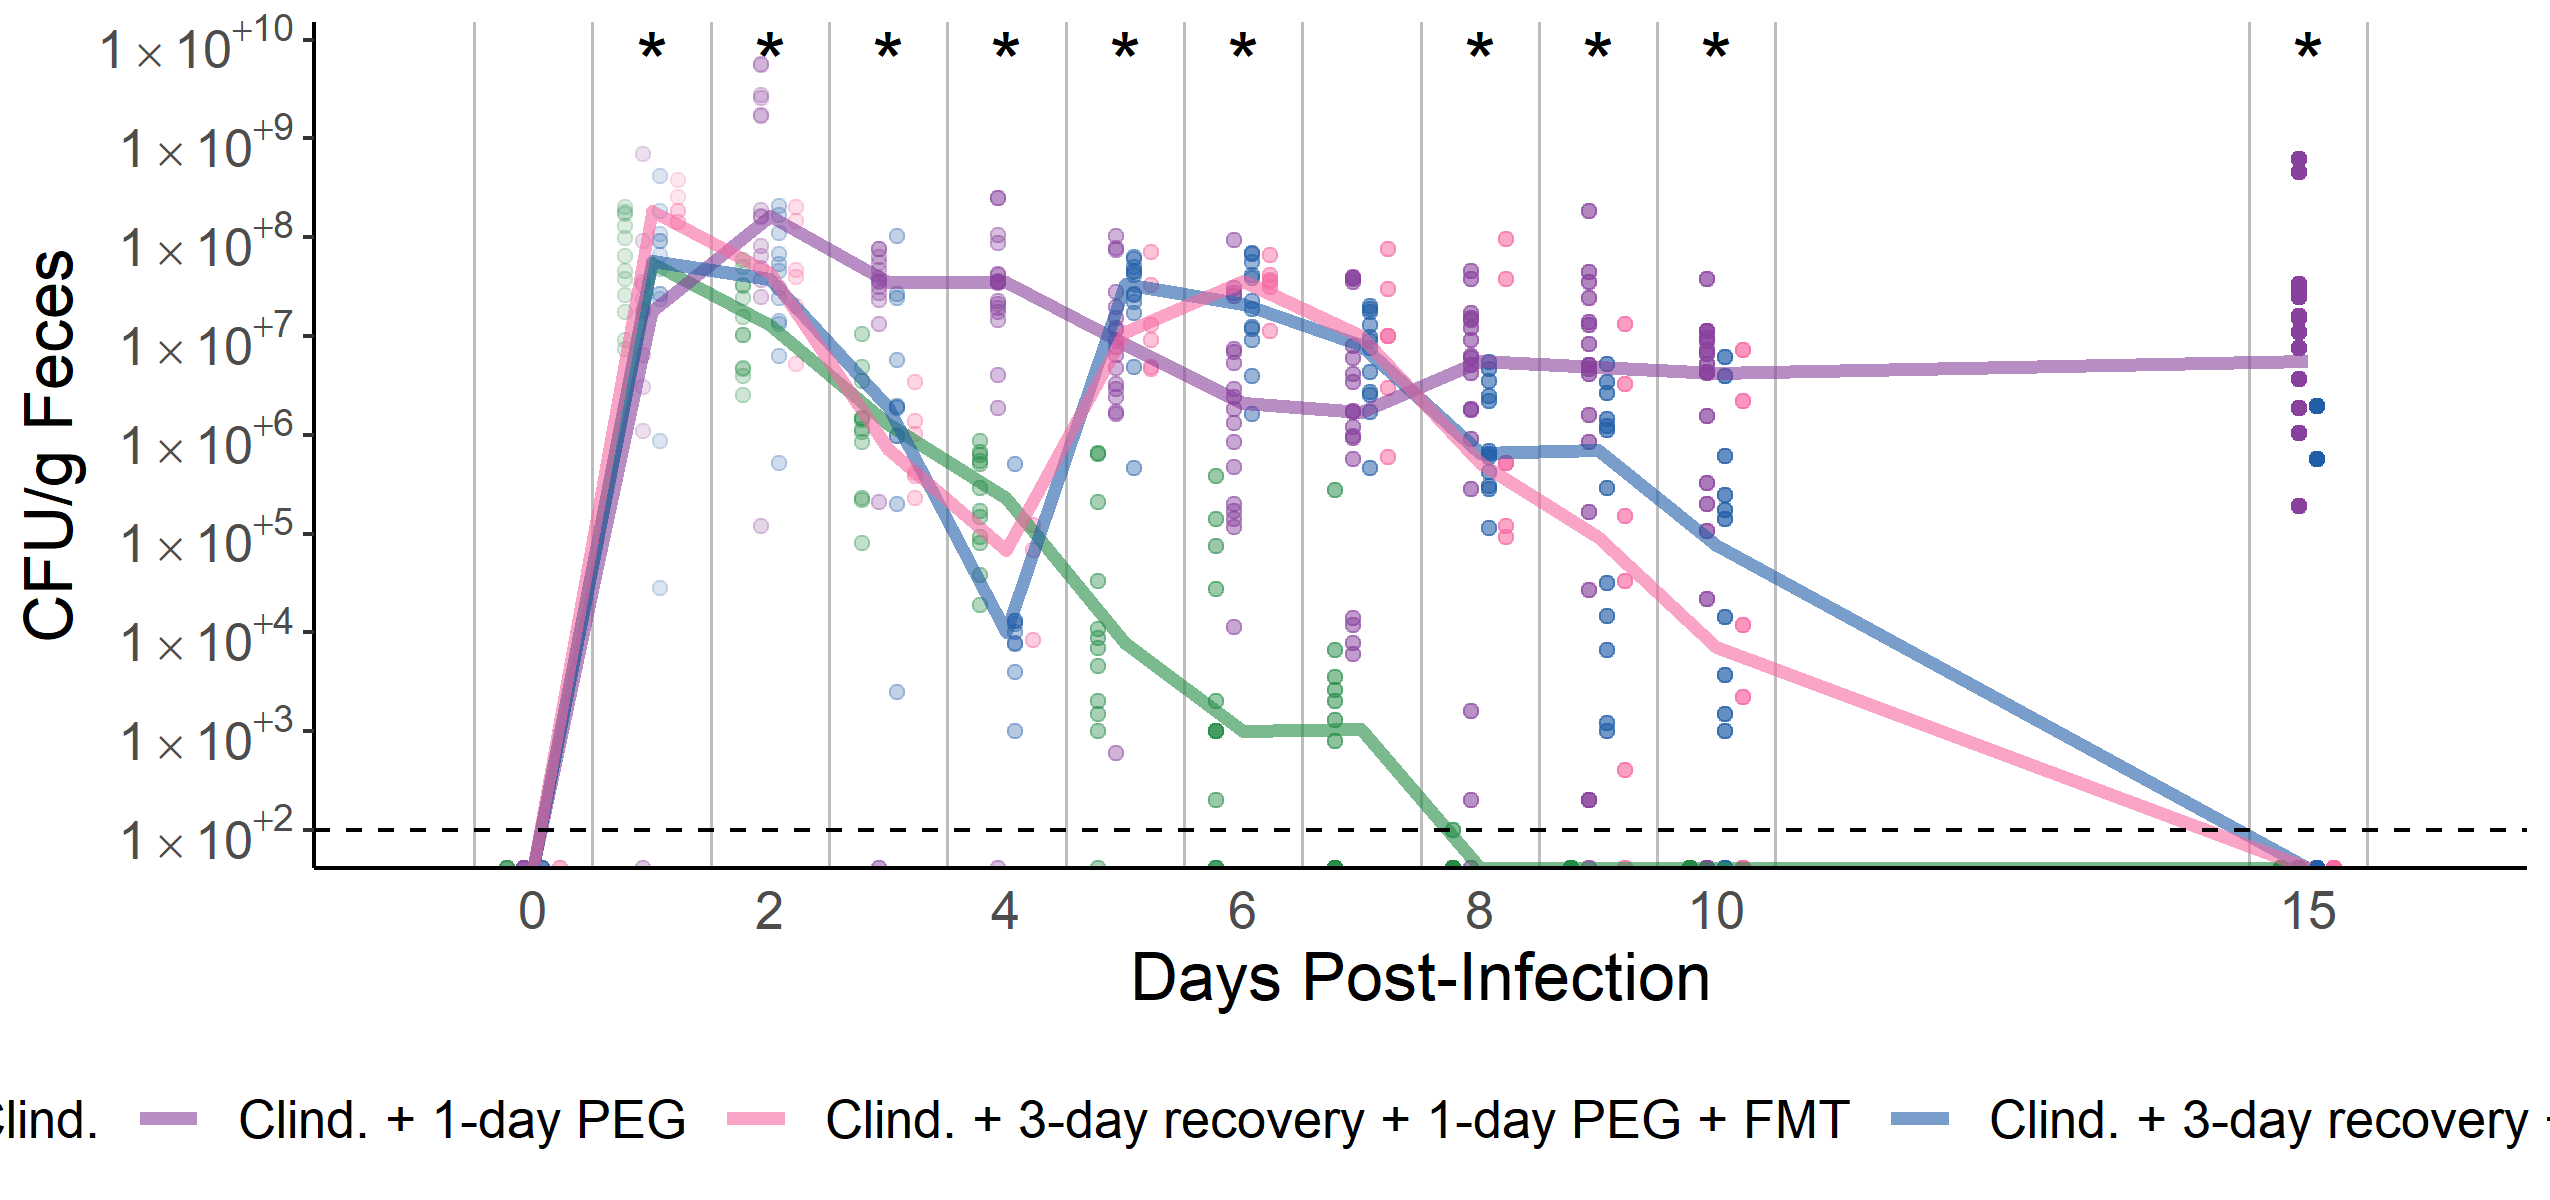 * * * * * * * * * *
1 × 10+10
1 × 10+9
1 × 10+8
1 × 10+7
1 × 10+6
1 × 10+5
1 × 10+4
1 × 10+3
1 × 10+2
CFU/g Feces
0 2 4 6 8 10 15
Days Post-Infection
Clind. Clind. + 1-day PEG Clind. + 3-day recovery + 1-day PEG + FMT Clind. + 3-day recovery +